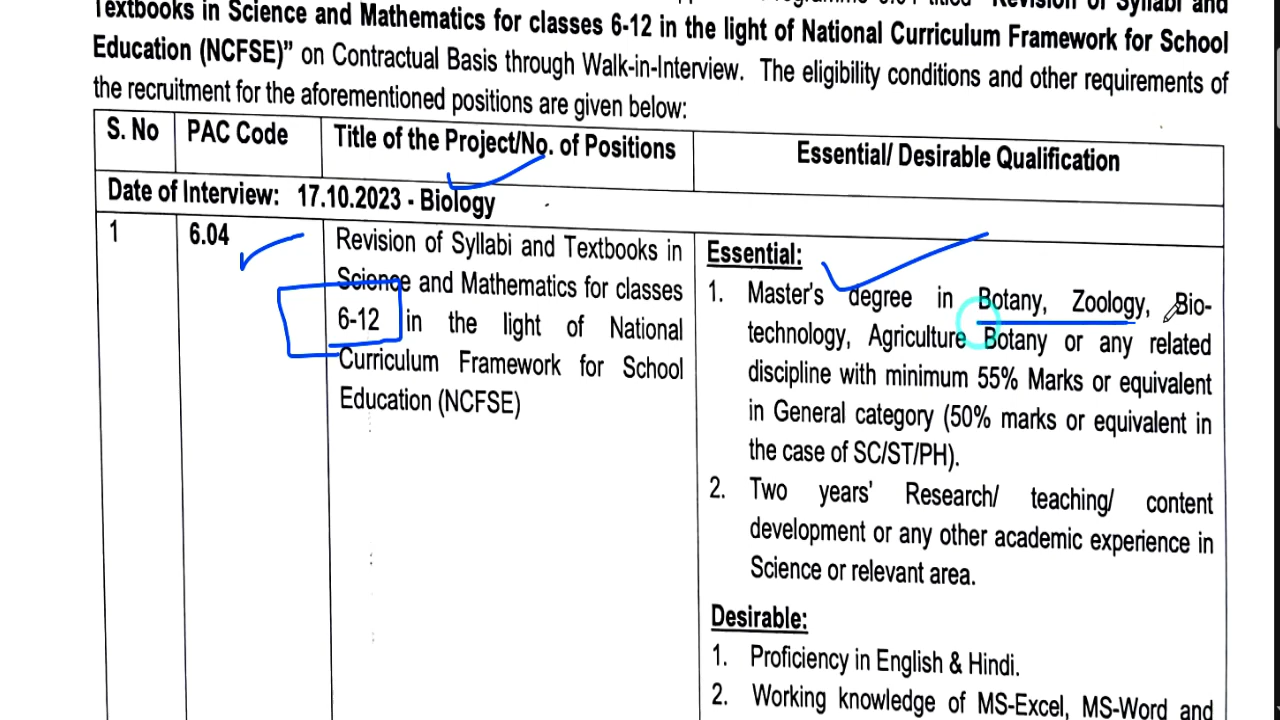 Textbooks in Science and Mathematics for classes 6-12 in the light of National Curriculum Framework for School
Education (NCFSE)” on Contractual Basis through Walk-in-Interview. The eligibility conditions and other requirements of
the recruitment for the aforementioned positions are given below:
S. No
PAC Code
Title of the Project/No. of Positions
Essential/ Desirable Qualification
Date of Interview: 17.10.2023 - Biology
1
6.04
Revision of Syllabi and Textbooks in
Science and Mathematics for classes
6-12 in the light of National
Curriculum Framework for School
Education (NCFSE)
Essential:
1. Master's degree in Botany, Zoology, Bio-
technology, Agriculture Botany or any related
discipline with minimum 55% Marks or equivalent
in General category (50% marks or equivalent in
the case of SC/ST/PH).
2. Two years' Research/ teaching/ content
development or any other academic experience in
Science or relevant area.
Desirable:
1. Proficiency in English & Hindi.
2. Working knowledge of MS-Excel, MS-Word and